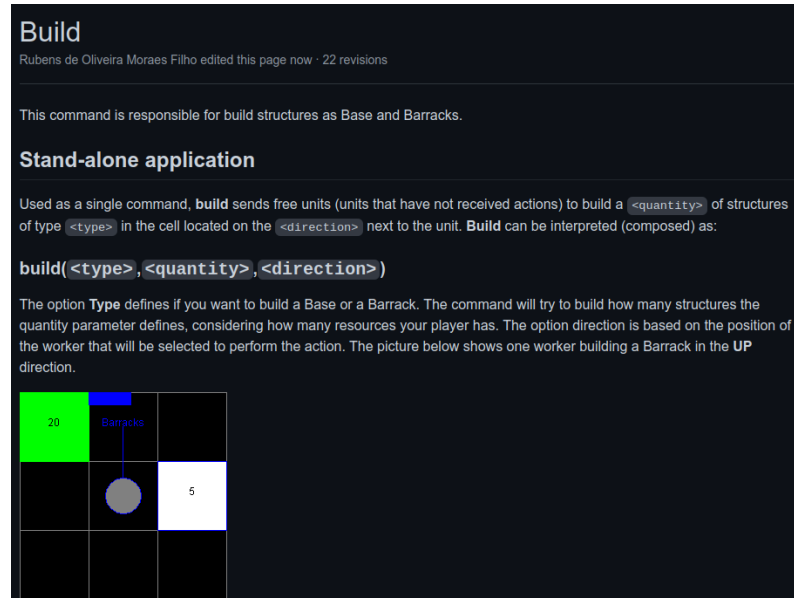 Build
Rubens de Oliveira Moraes Filho edited this page now · 22 revisions
This command is responsible for build structures as Base and Barracks.
Stand-alone application
Used as a single command, build sends free units (units that have not received actions) to build a <quantity> of structures
of type <type> in the cell located on the <direction> next to the unit. Build can be interpreted (composed) as:
build(<type>,<quantity>,<direction>)
The option Type defines if you want to build a Base or a Barrack. The command will try to build how many structures the
quantity parameter defines, considering how many resources your player has. The option direction is based on the position of
the worker that will be selected to perform the action. The picture below shows one worker building a Barrack in the UP
direction.
20 Barracks
5